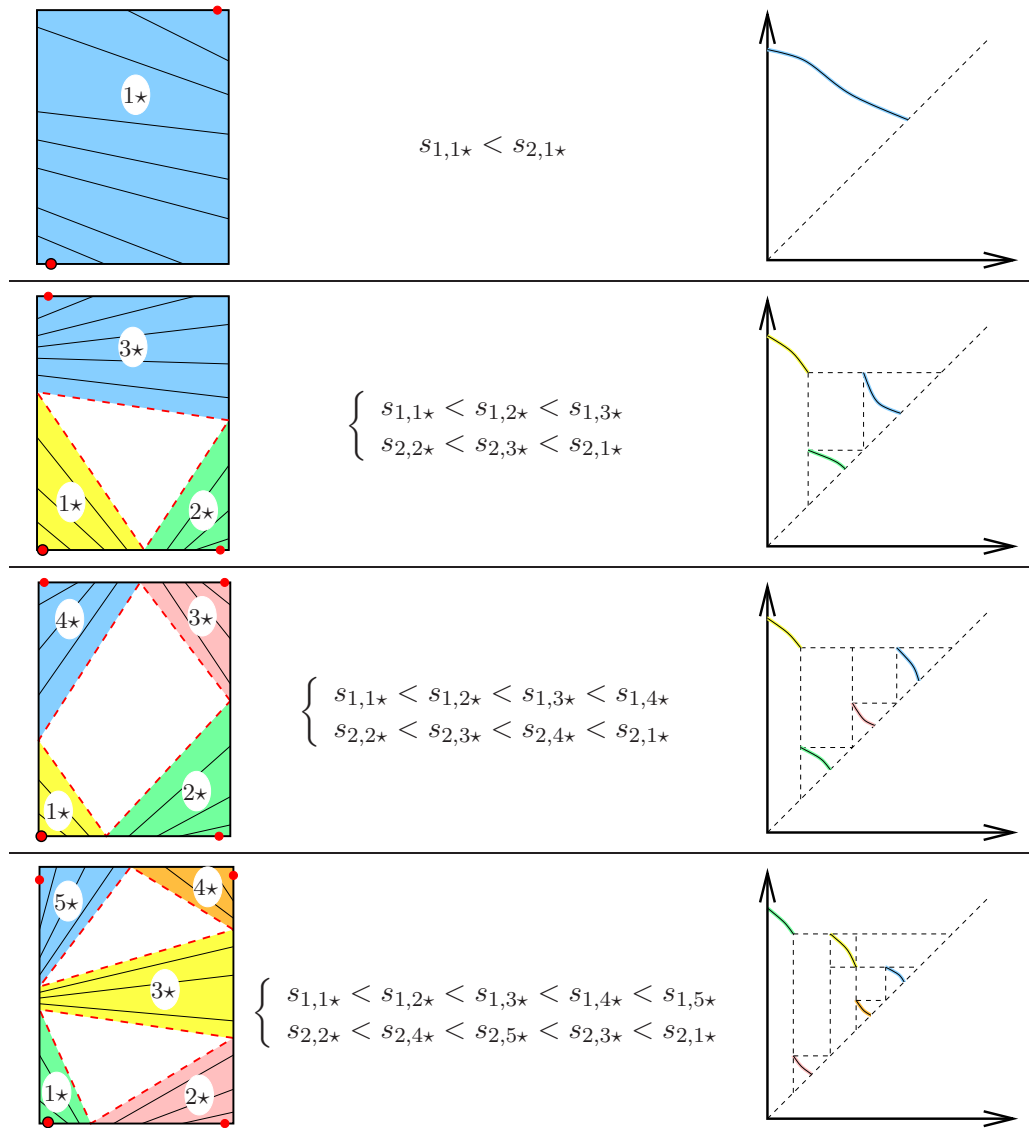 1⋆
s_{1,1⋆} < s_{2,1⋆}
3⋆
1⋆
2⋆
{ s_{1,1⋆} < s_{1,2⋆} < s_{1,3⋆}
s_{2,2⋆} < s_{2,3⋆} < s_{2,1⋆}
4⋆
3⋆
1⋆
2⋆
{ s_{1,1⋆} < s_{1,2⋆} < s_{1,3⋆} < s_{1,4⋆}
s_{2,2⋆} < s_{2,3⋆} < s_{2,4⋆} < s_{2,1⋆}
5⋆
4⋆
3⋆
1⋆
2⋆
{ s_{1,1⋆} < s_{1,2⋆} < s_{1,3⋆} < s_{1,4⋆} < s_{1,5⋆}
s_{2,2⋆} < s_{2,4⋆} < s_{2,5⋆} < s_{2,3⋆} < s_{2,1⋆}